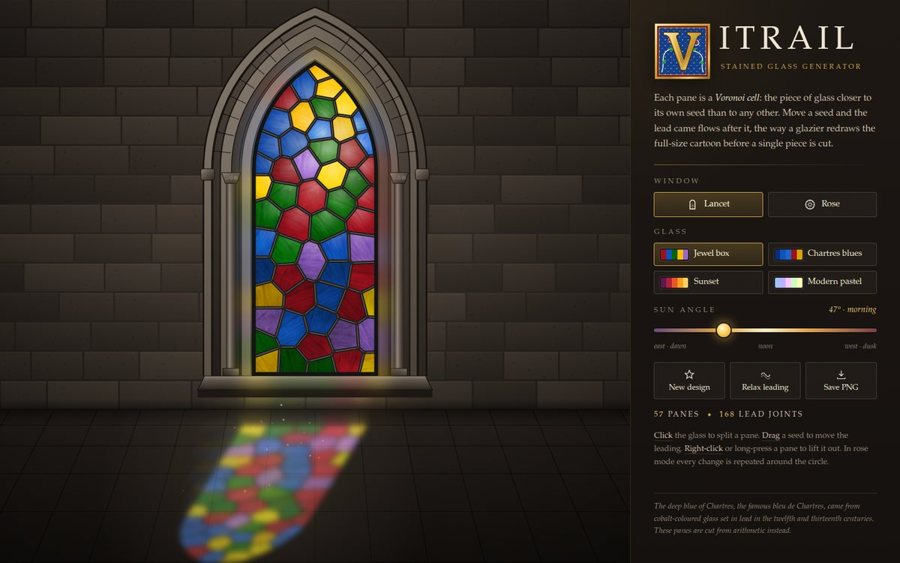 VITRAIL
STAINED GLASS GENERATOR
Each pane is a Voronoi cell: the piece of glass closer to
its own seed than to any other. Move a seed and the
lead came flows after it, the way a glazier redraws the
full-size cartoon before a single piece is cut.
WINDOW
Lancet
Rose
GLASS
Jewel box
Chartres blues
Sunset
Modern pastel
SUN ANGLE
47° · morning
east · dawn
noon
west · dusk
New design
Relax leading
Save PNG
57 PANES • 168 LEAD JOINTS
Click the glass to split a pane. Drag a seed to move the
leading. Right-click or long-press a pane to lift it out. In rose
mode every change is repeated around the circle.
The deep blue of Chartres, the famous bleu de Chartres, came from
cobalt-coloured glass set in lead in the twelfth and thirteenth centuries.
These panes are cut from arithmetic instead.